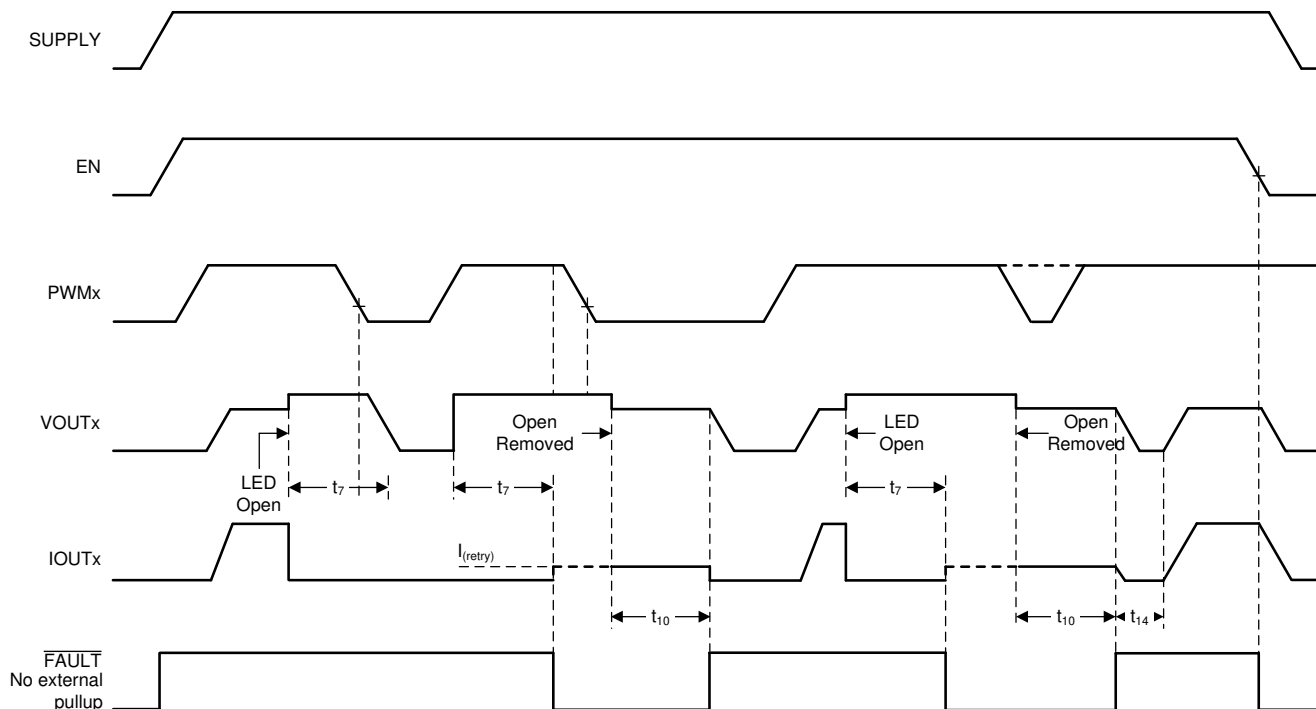 SUPPLY
EN
PWMx
VOUTx
LED
Open
t7
t7
Open
Removed
LED
Open
t7
Open
Removed
IOUTx
I(retry)
t10
t10
t14
FAULT
No external
pullup